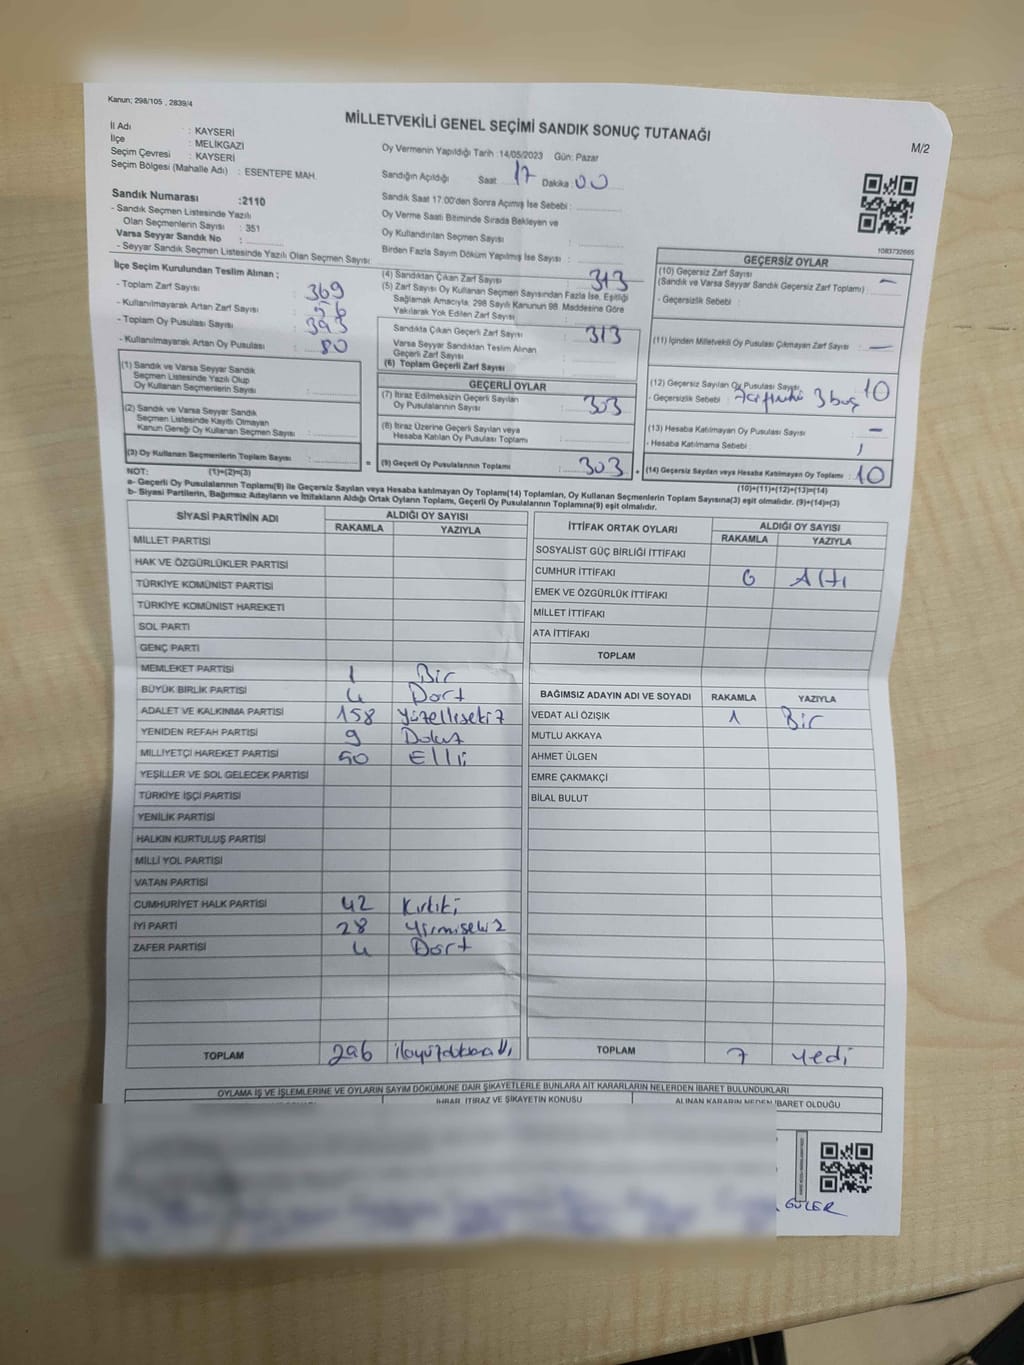 Kanun; 298/105 , 2839/4
MİLLETVEKİLİ GENEL SEÇİMİ SANDIK SONUÇ TUTANAĞI
M/2
İl Adı : KAYSERİ
İlçe : MELİKGAZİ
Seçim Çevresi : KAYSERİ
Seçim Bölgesi (Mahalle Adı) : ESENTEPE MAH.
Oy Vermenin Yapıldığı Tarih :14/05/2023 Gün: Pazar
Sandığın Açıldığı Saat 17 Dakika : 00
Sandık Saat 17:00'den Sonra Açımış İse Sebebi :
Oy Verme Saati Bitiminde Sırada Bekleyen ve
Oy Kullandırılan Seçmen Sayısı :
Birden Fazla Sayım Döküm Yapılmış İse Sayısı :
Sandık Numarası :2110
- Sandık Seçmen Listesinde Yazılı
Olan Seçmenlerin Sayısı : 351
Varsa Seyyar Sandık No :
- Seyyar Sandık Seçmen Listesinde Yazılı Olan Seçmen Sayısı:
1083732665
İlçe Seçim Kurulundan Teslim Alınan ;
- Toplam Zarf Sayısı : 369
- Kullanılmayarak Artan Zarf Sayısı : 56
- Toplam Oy Pusulası Sayısı : 393
- Kullanılmayarak Artan Oy Pusulası : 80
(1) Sandık ve Varsa Seyyar Sandık
Seçmen Listesinde Yazılı Olup
Oy Kullanan Seçmenlerin Sayısı :
(2) Sandık ve Varsa Seyyar Sandık
Seçmen Listesinde Kayıtlı Olmayan
Kanun Gereği Oy Kullanan Seçmen Sayısı :
(3) Oy Kullanan Seçmenlerin Toplam Sayısı :
(4) Sandıktan Çıkan Zarf Sayısı : 313
(5) Zarf Sayısı Oy Kullanan Seçmen Sayısından Fazla İse, Eşitliği
Sağlamak Amacıyla, 298 Sayılı Kanunun 98. Maddesine Göre
Yakılarak Yok Edilen Zarf Sayısı :
Sandıkta Çıkan Geçerli Zarf Sayısı : 313
Varsa Seyyar Sandıktan Teslim Alınan
Geçerli Zarf Sayısı :
(6) Toplam Geçerli Zarf Sayısı :
GEÇERLİ OYLAR
(7) İtiraz Edilmeksizin Geçerli Sayılan
Oy Pusulalarının Sayısı : 303
(8) İtiraz Üzerine Geçerli Sayılan veya
Hesaba Katılan Oy Pusulası Toplamı :
= (9) Geçerli Oy Pusulalarının Toplamı : 303 +
GEÇERSİZ OYLAR
(10) Geçersiz Zarf Sayısı
(Sandık ve Varsa Seyyar Sandık Geçersiz Zarf Toplamı) : -
- Geçersizlik Sebebi :
(11) İçinden Milletvekili Oy Pusulası Çıkmayan Zarf Sayısı : -
(12) Geçersiz Sayılan Oy Pusulası Sayısı : 10
- Geçersizlik Sebebi : 3 boş
(13) Hesaba Katılmayan Oy Pusulası Sayısı : -
- Hesaba Katılmama Sebebi :
(14) Geçersiz Sayılan veya Hesaba Katılmayan Oy Toplamı : 10
NOT: (1)+(2)=(3)
(10)+(11)+(12)+(13)=(14)
a- Geçerli Oy Pusulalarının Toplamı(9) ile Geçersiz Sayılan veya Hesaba katılmayan Oy Toplamı(14) Toplamları, Oy Kullanan Seçmenlerin Toplam Sayısına(3) eşit olmalıdır. (9)+(14)=(3)
b- Siyasi Partilerin, Bağımsız Adayların ve İttifakların Aldığı Ortak Oyların Toplamı, Geçerli Oy Pusulalarının Toplamına(9) eşit olmalıdır.
SİYASİ PARTİNİN ADI ALDIĞI OY SAYISI
RAKAMLA YAZIYLA
MİLLET PARTİSİ
HAK VE ÖZGÜRLÜKLER PARTİSİ
TÜRKİYE KOMÜNİST PARTİSİ
TÜRKİYE KOMÜNİST HAREKETİ
SOL PARTİ
GENÇ PARTİ
MEMLEKET PARTİSİ 1 Bir
BÜYÜK BİRLİK PARTİSİ 4 Dört
ADALET VE KALKINMA PARTİSİ 158 Yüzellisekiz
YENİDEN REFAH PARTİSİ 9 Dokuz
MİLLİYETÇİ HAREKET PARTİSİ 50 Elli
YEŞİLLER VE SOL GELECEK PARTİSİ
TÜRKİYE İŞÇİ PARTİSİ
YENİLİK PARTİSİ
HALKIN KURTULUŞ PARTİSİ
MİLLİ YOL PARTİSİ
VATAN PARTİSİ
CUMHURİYET HALK PARTİSİ 42 Kırkiki
İYİ PARTİ 28 Yirmisekiz
ZAFER PARTİSİ 4 Dört
TOPLAM 296 ikiyüzdoksanaltı
İTTİFAK ORTAK OYLARI ALDIĞI OY SAYISI
RAKAMLA YAZIYLA
SOSYALİST GÜÇ BİRLİĞİ İTTİFAKI
CUMHUR İTTİFAKI 6 Altı
EMEK VE ÖZGÜRLÜK İTTİFAKI
MİLLET İTTİFAKI
ATA İTTİFAKI
TOPLAM
BAĞIMSIZ ADAYIN ADI VE SOYADI RAKAMLA YAZIYLA
VEDAT ALİ ÖZIŞIK 1 Bir
MUTLU AKKAYA
AHMET ÜLGEN
EMRE ÇAKMAKÇİ
BİLAL BULUT
TOPLAM 7 Yedi
OYLAMA İŞ VE İŞLEMLERİNE VE OYLARIN SAYIM DÖKÜMÜNE DAİR ŞİKAYETLERLE BUNLARA AİT KARARLARIN NELERDEN İBARET BULUNDUKLARI
İHBAR, İTİRAZ VE ŞİKAYETİN KONUSU
ALINAN KARARIN NEDEN İBARET OLDUĞU
GÜLER